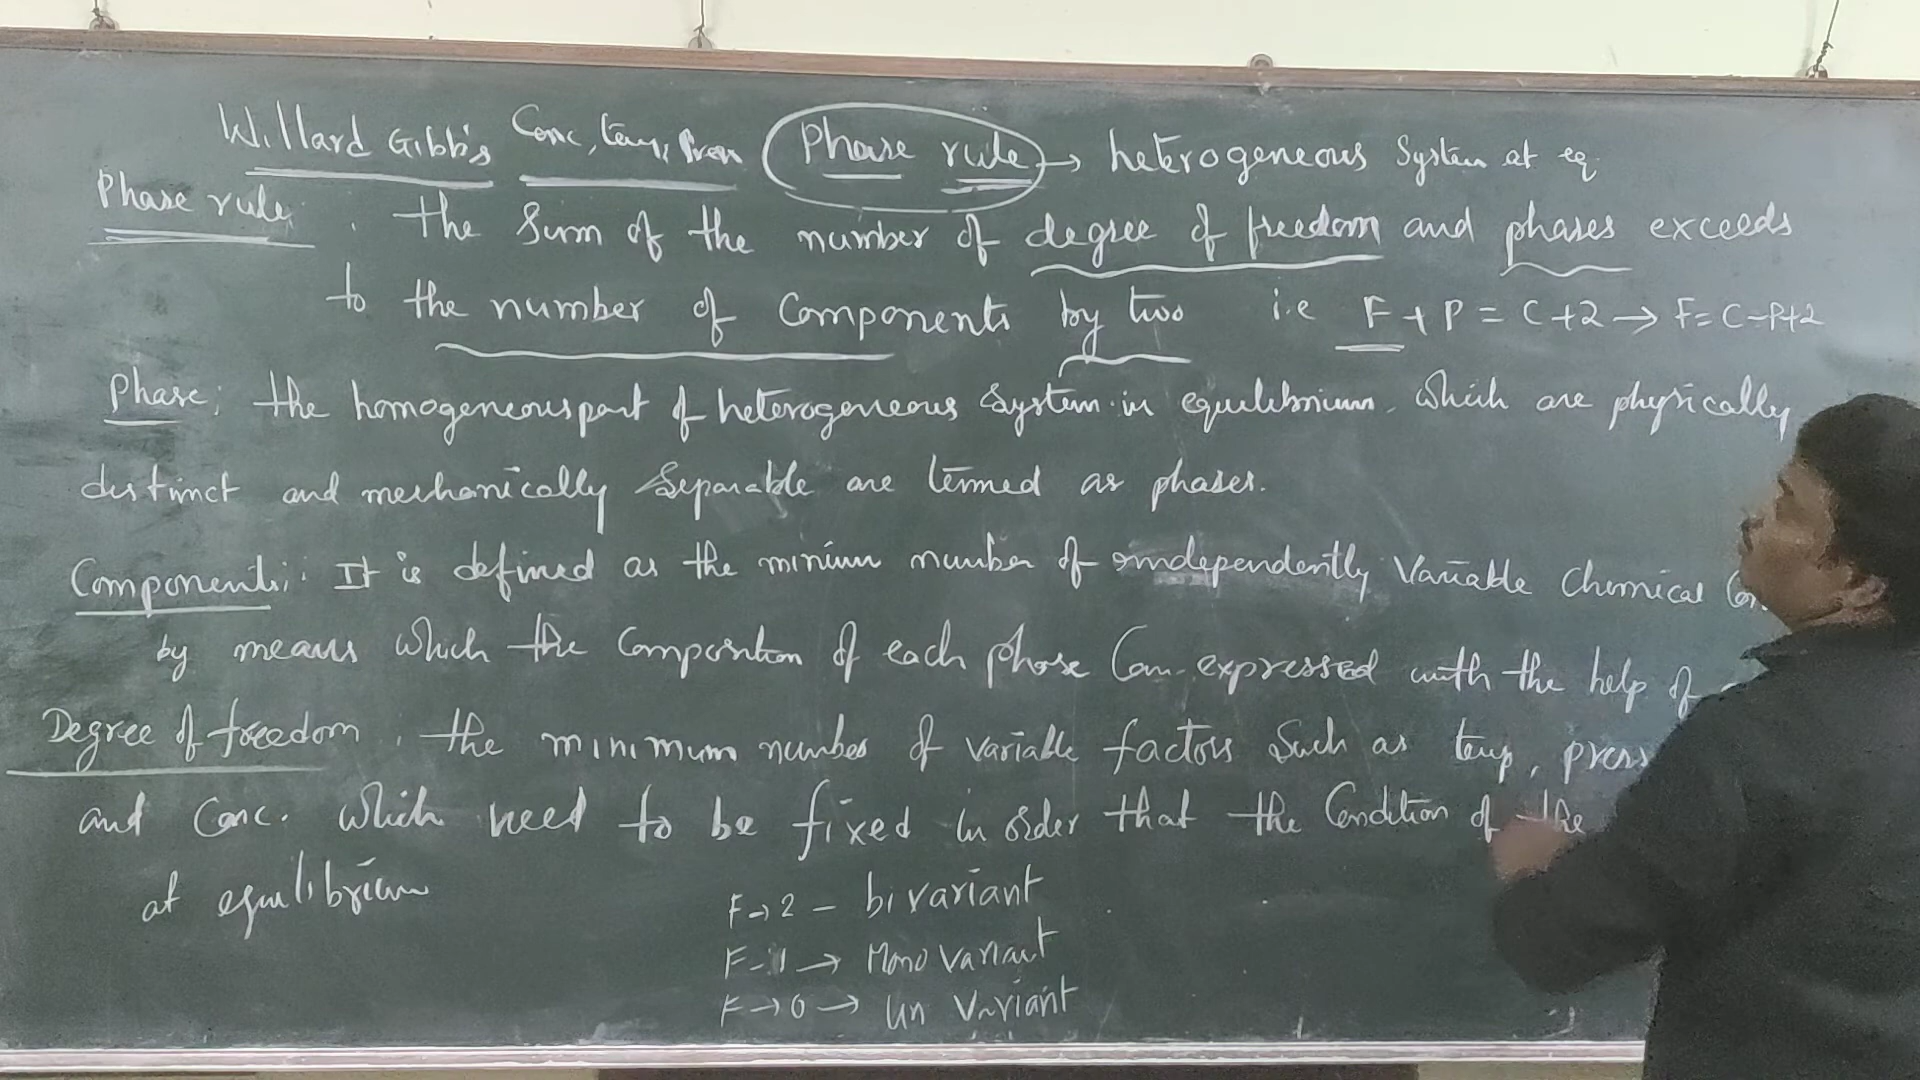 Willard Gibb's Conc, temp, Pres Phase rule → heterogeneous System at eq
Phase rule. the Sum of the number of degree of freedom and phases exceeds
to the number of Components by two i.e F + P = C + 2 → F = C - P + 2
Phase; the homogeneous part of heterogeneous System in equilibrium. which are physically
distinct and mechanically Separable are termed as phases.
Components: It is defined as the minium number of independently Variable Chemical
by means which the Composition of each phase Can expressed with the help of
Degree of freedom. the minimum number of variable factors Such as temp, press
and Conc. which need to be fixed in order that the Condition of the
at equilibrium
F → 2 - bivariant
F - 1 → Mono Variant
F → 0 → Un Variant